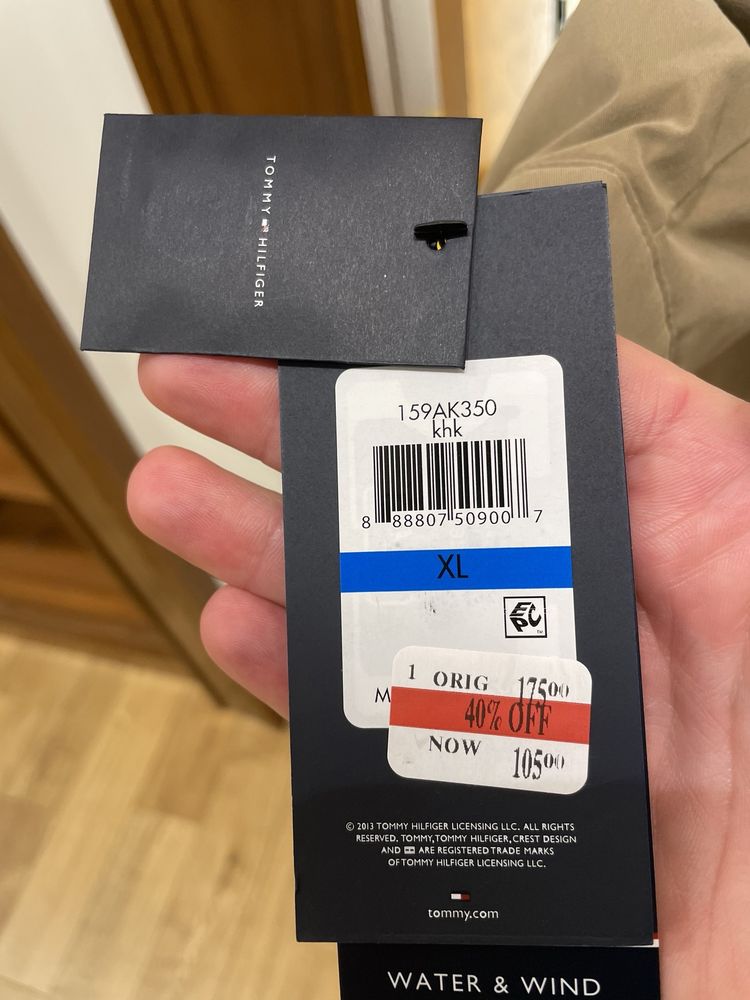 TOMMY HILFIGER
159AK350
khk
8 88807 50900 7
XL
EPC
TM
M
1 ORIG 175 00
40% OFF
NOW 105 00
© 2013 TOMMY HILFIGER LICENSING LLC. ALL RIGHTS
RESERVED. TOMMY, TOMMY HILFIGER, CREST DESIGN
AND ARE REGISTERED TRADE MARKS
OF TOMMY HILFIGER LICENSING LLC.
tommy.com
WATER & WIND